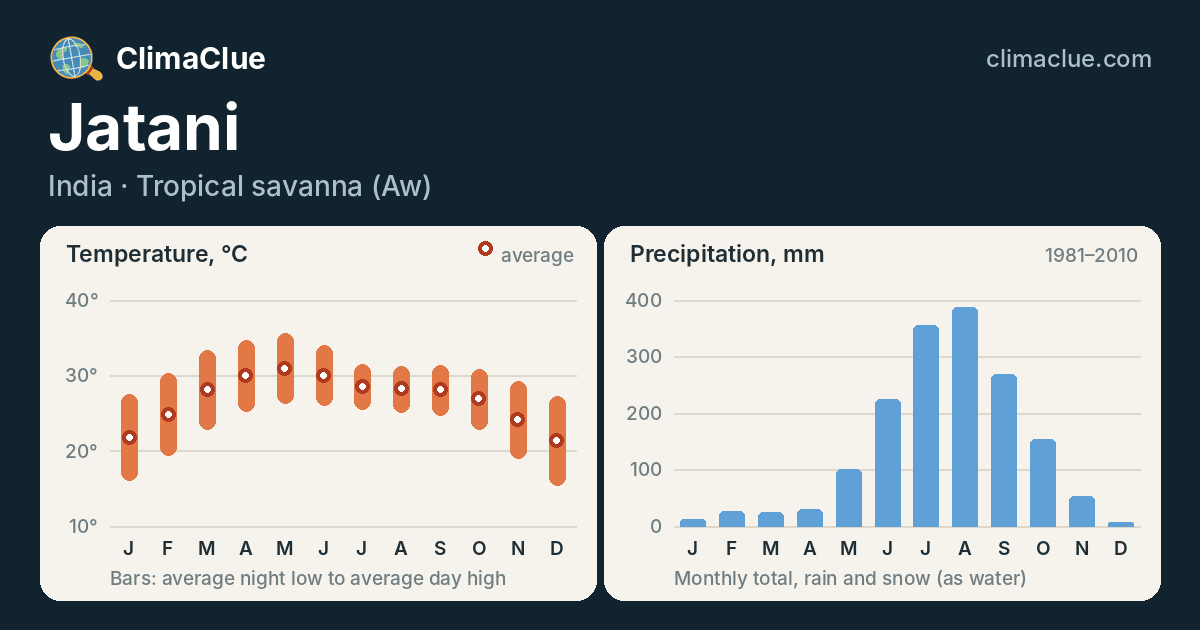 ClimaClue
climaclue.com
Jatani
India · Tropical savanna (Aw)
Temperature, °C
average
40°
30°
20°
10°
J F M A M J J A S O N D
Bars: average night low to average day high
Precipitation, mm
1981–2010
400
300
200
100
0
J F M A M J J A S O N D
Monthly total, rain and snow (as water)